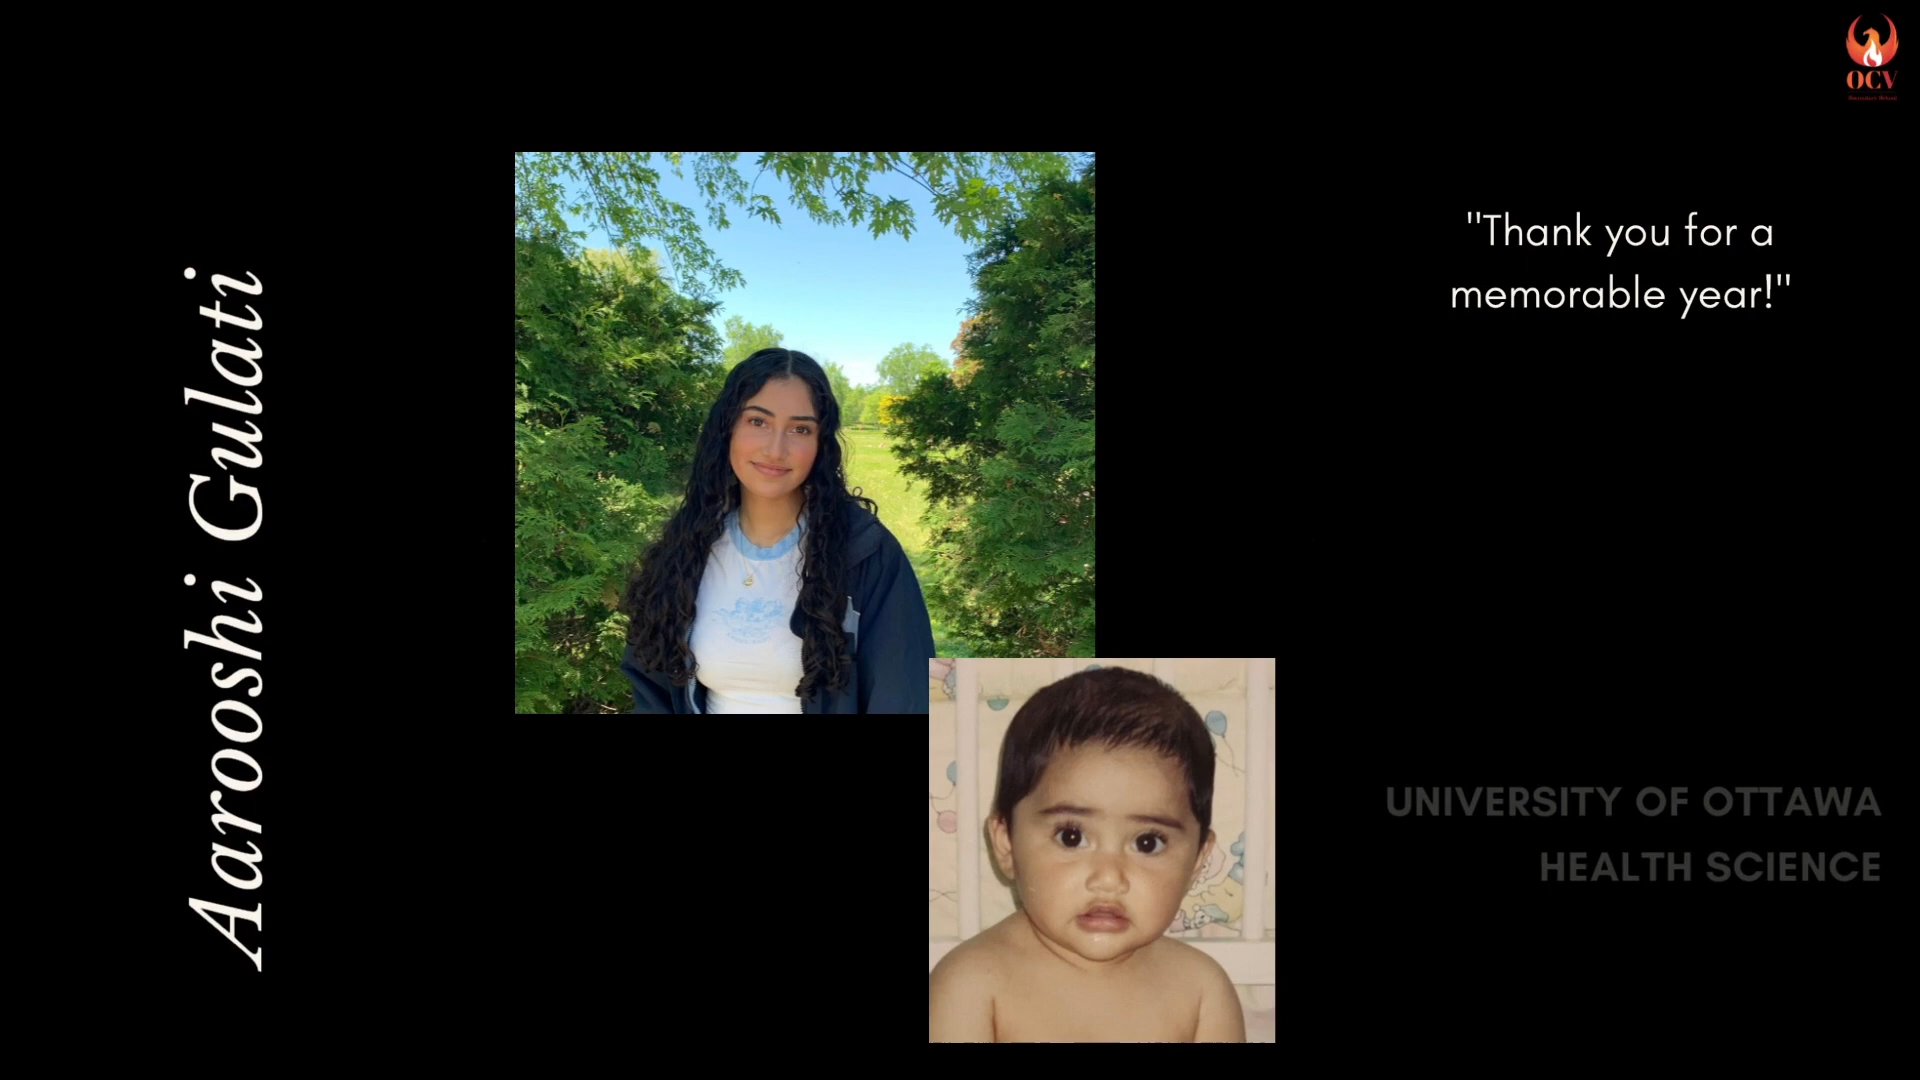 Aarooshi Gulati
OCV
"Thank you for a
memorable year!"
UNIVERSITY OF OTTAWA
HEALTH SCIENCE